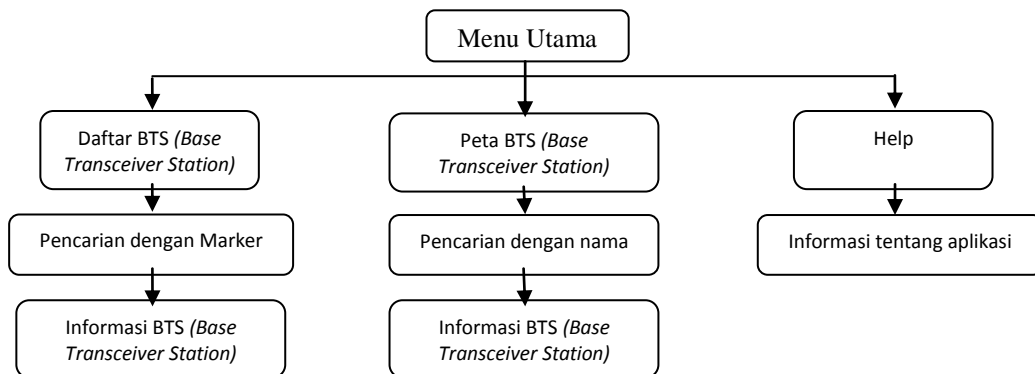 Menu Utama
Daftar BTS (Base
Transceiver Station)
Peta BTS (Base
Transceiver Station)
Help
Pencarian dengan Marker
Pencarian dengan nama
Informasi tentang aplikasi
Informasi BTS (Base
Transceiver Station)
Informasi BTS (Base
Transceiver Station)